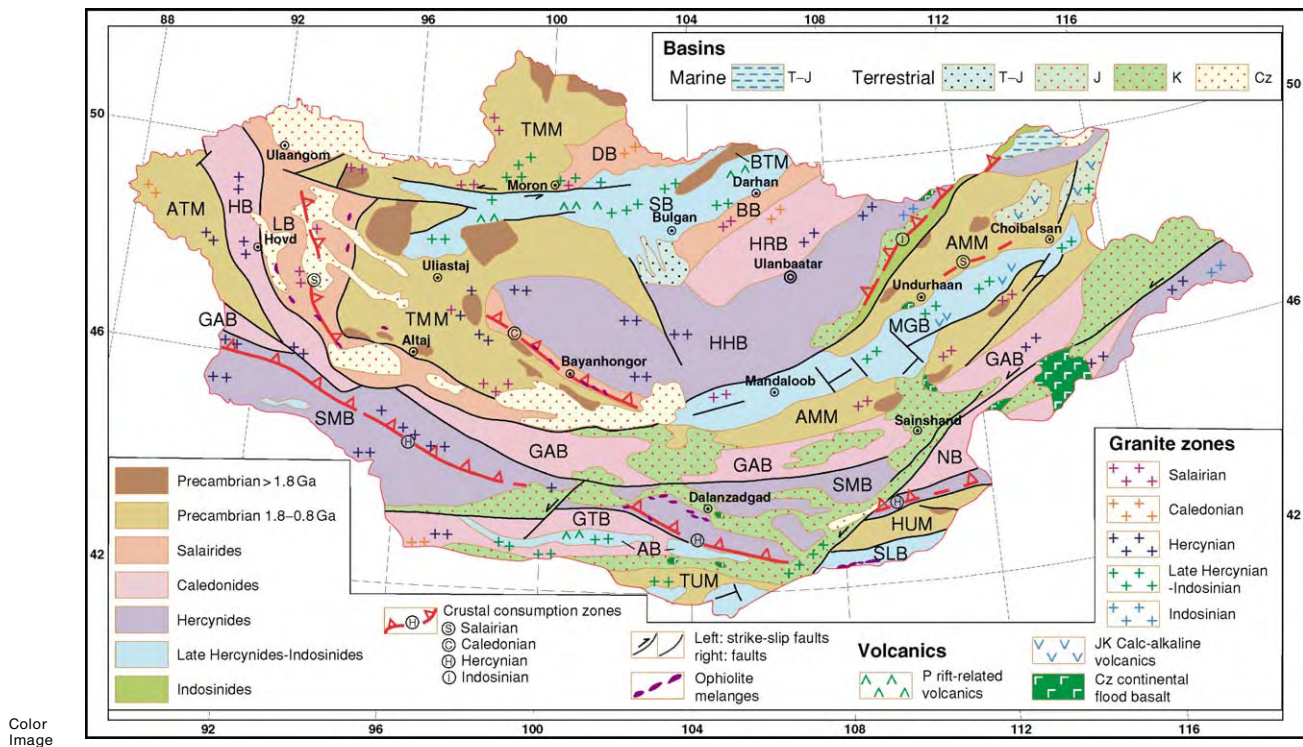 88 92 96 100 104 108 112 116
Basins
Marine T–J Terrestrial T-J J K Cz
50 50
TMM
DB
Ulaangom
BTM
Moron
Darhan
ATM
HB
LB
SB
BB
Bulgan
Choibalsan
Hovd
HRB
AMM
I
Uliastaj
Ulanbaatar
S
S
Undurhaan
46 46
GAB
TMM
MGB
HHB
Altaj
C
Bayanhongor
GAB
Mandaloob
SMB
AMM
Sainshand
H
GAB
GAB
NB
SMB
Dalanzadgad
H
GTB
HUM
H
AB
SLB
TUM
42 42
Precambrian > 1.8 Ga
Precambrian 1.8–0.8 Ga
Salairides
Caledonides
Hercynides
Late Hercynides-Indosinides
Indosinides
H Crustal consumption zones
S Salairian
C Caledonian
H Hercynian
I Indosinian
Left: strike-slip faults
right: faults
Ophiolite
melanges
Volcanics
P rift-related
volcanics
JK Calc-alkaline
volcanics
Cz continental
flood basalt
Granite zones
Salairian
Caledonian
Hercynian
Late Hercynian
-Indosinian
Indosinian
92 96 100 104 108 112 116
Color
Image